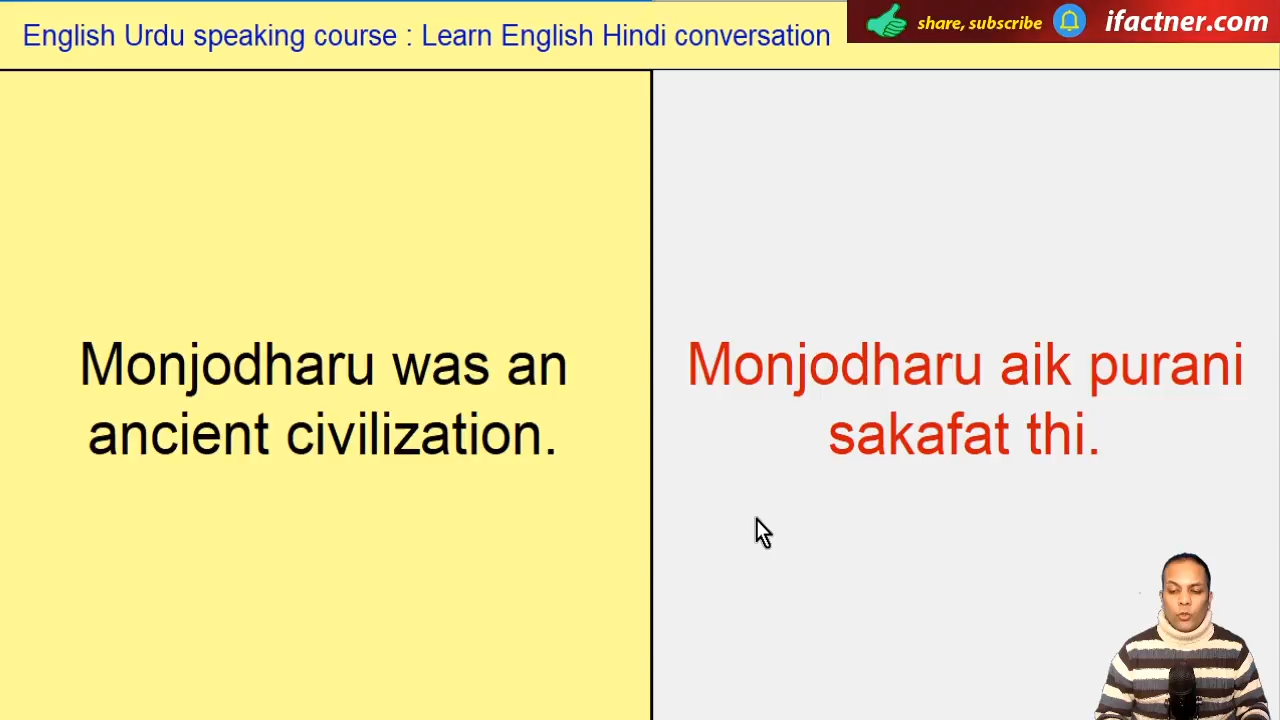 English Urdu speaking course : Learn English Hindi conversation
share, subscribe
ifactner.com
Monjodharu was an
ancient civilization.
Monjodharu aik purani
sakafat thi.